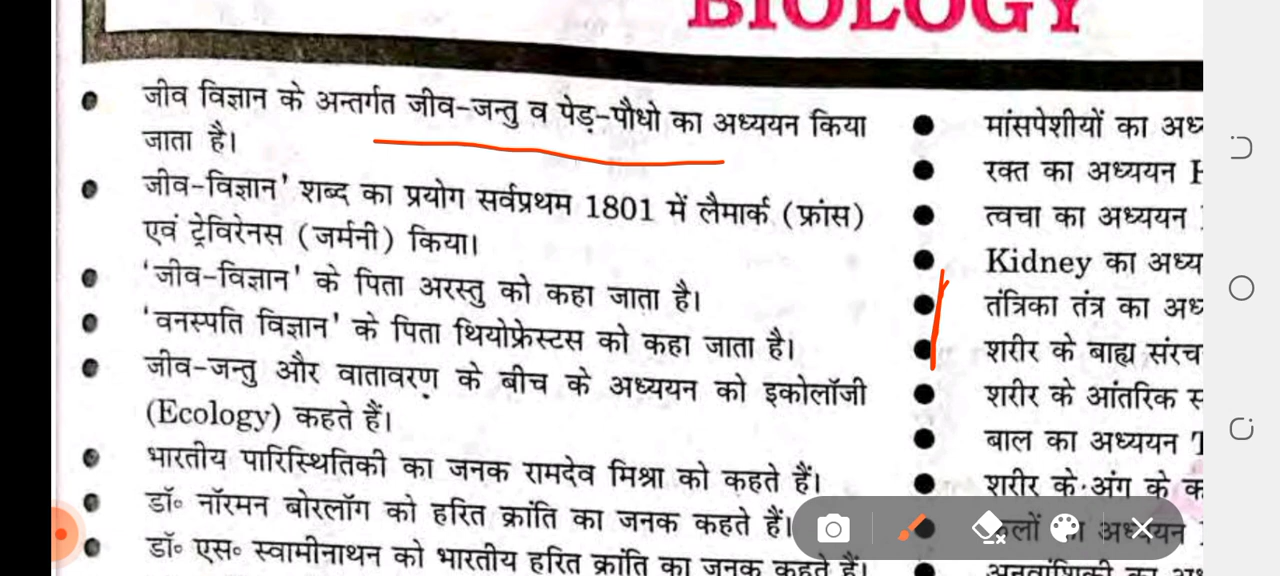 BIOLOGY
जीव विज्ञान के अन्तर्गत जीव-जन्तु व पेड़-पौधो का अध्ययन किया
जाता है।
जीव-विज्ञान' शब्द का प्रयोग सर्वप्रथम 1801 में लैमार्क (फ्रांस)
एवं ट्रेविरेनस (जर्मनी) किया।
'जीव-विज्ञान' के पिता अरस्तु को कहा जाता है।
'वनस्पति विज्ञान' के पिता थियोफ्रेस्टस को कहा जाता है।
जीव-जन्तु और वातावरण के बीच के अध्ययन को इकोलॉजी
(Ecology) कहते हैं।
भारतीय पारिस्थितिकी का जनक रामदेव मिश्रा को कहते हैं।
डॉ॰ नॉरमन बोरलॉग को हरित क्रांति का जनक कहते हैं।
डॉ॰ एस॰ स्वामीनाथन को भारतीय हरित क्रांति का जनक कहते हैं।
मांसपेशीयों का
रक्त का अध्ययन
त्वचा का अध्ययन
Kidney का
तंत्रिका तंत्र का
शरीर के बाह्य
शरीर के आंतरिक
बाल का अध्ययन
शरीर के अंग के